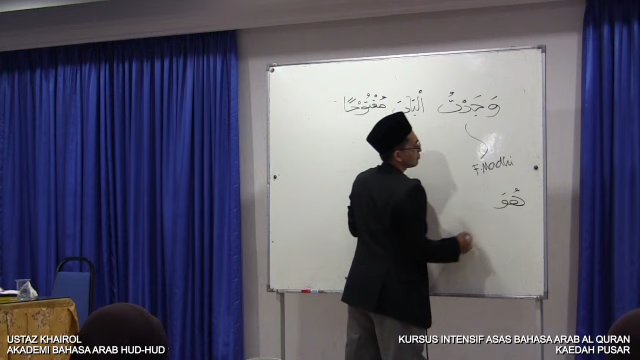 وَجَدْتُ الْبَابَ مَفْتُوْحًا
F. Madhi
هُوَ
USTAZ KHAIROL
AKADEMI BAHASA ARAB HUD-HUD
KURSUS INTENSIF ASAS BAHASA ARAB AL QURAN
KAEDAH PUSAR